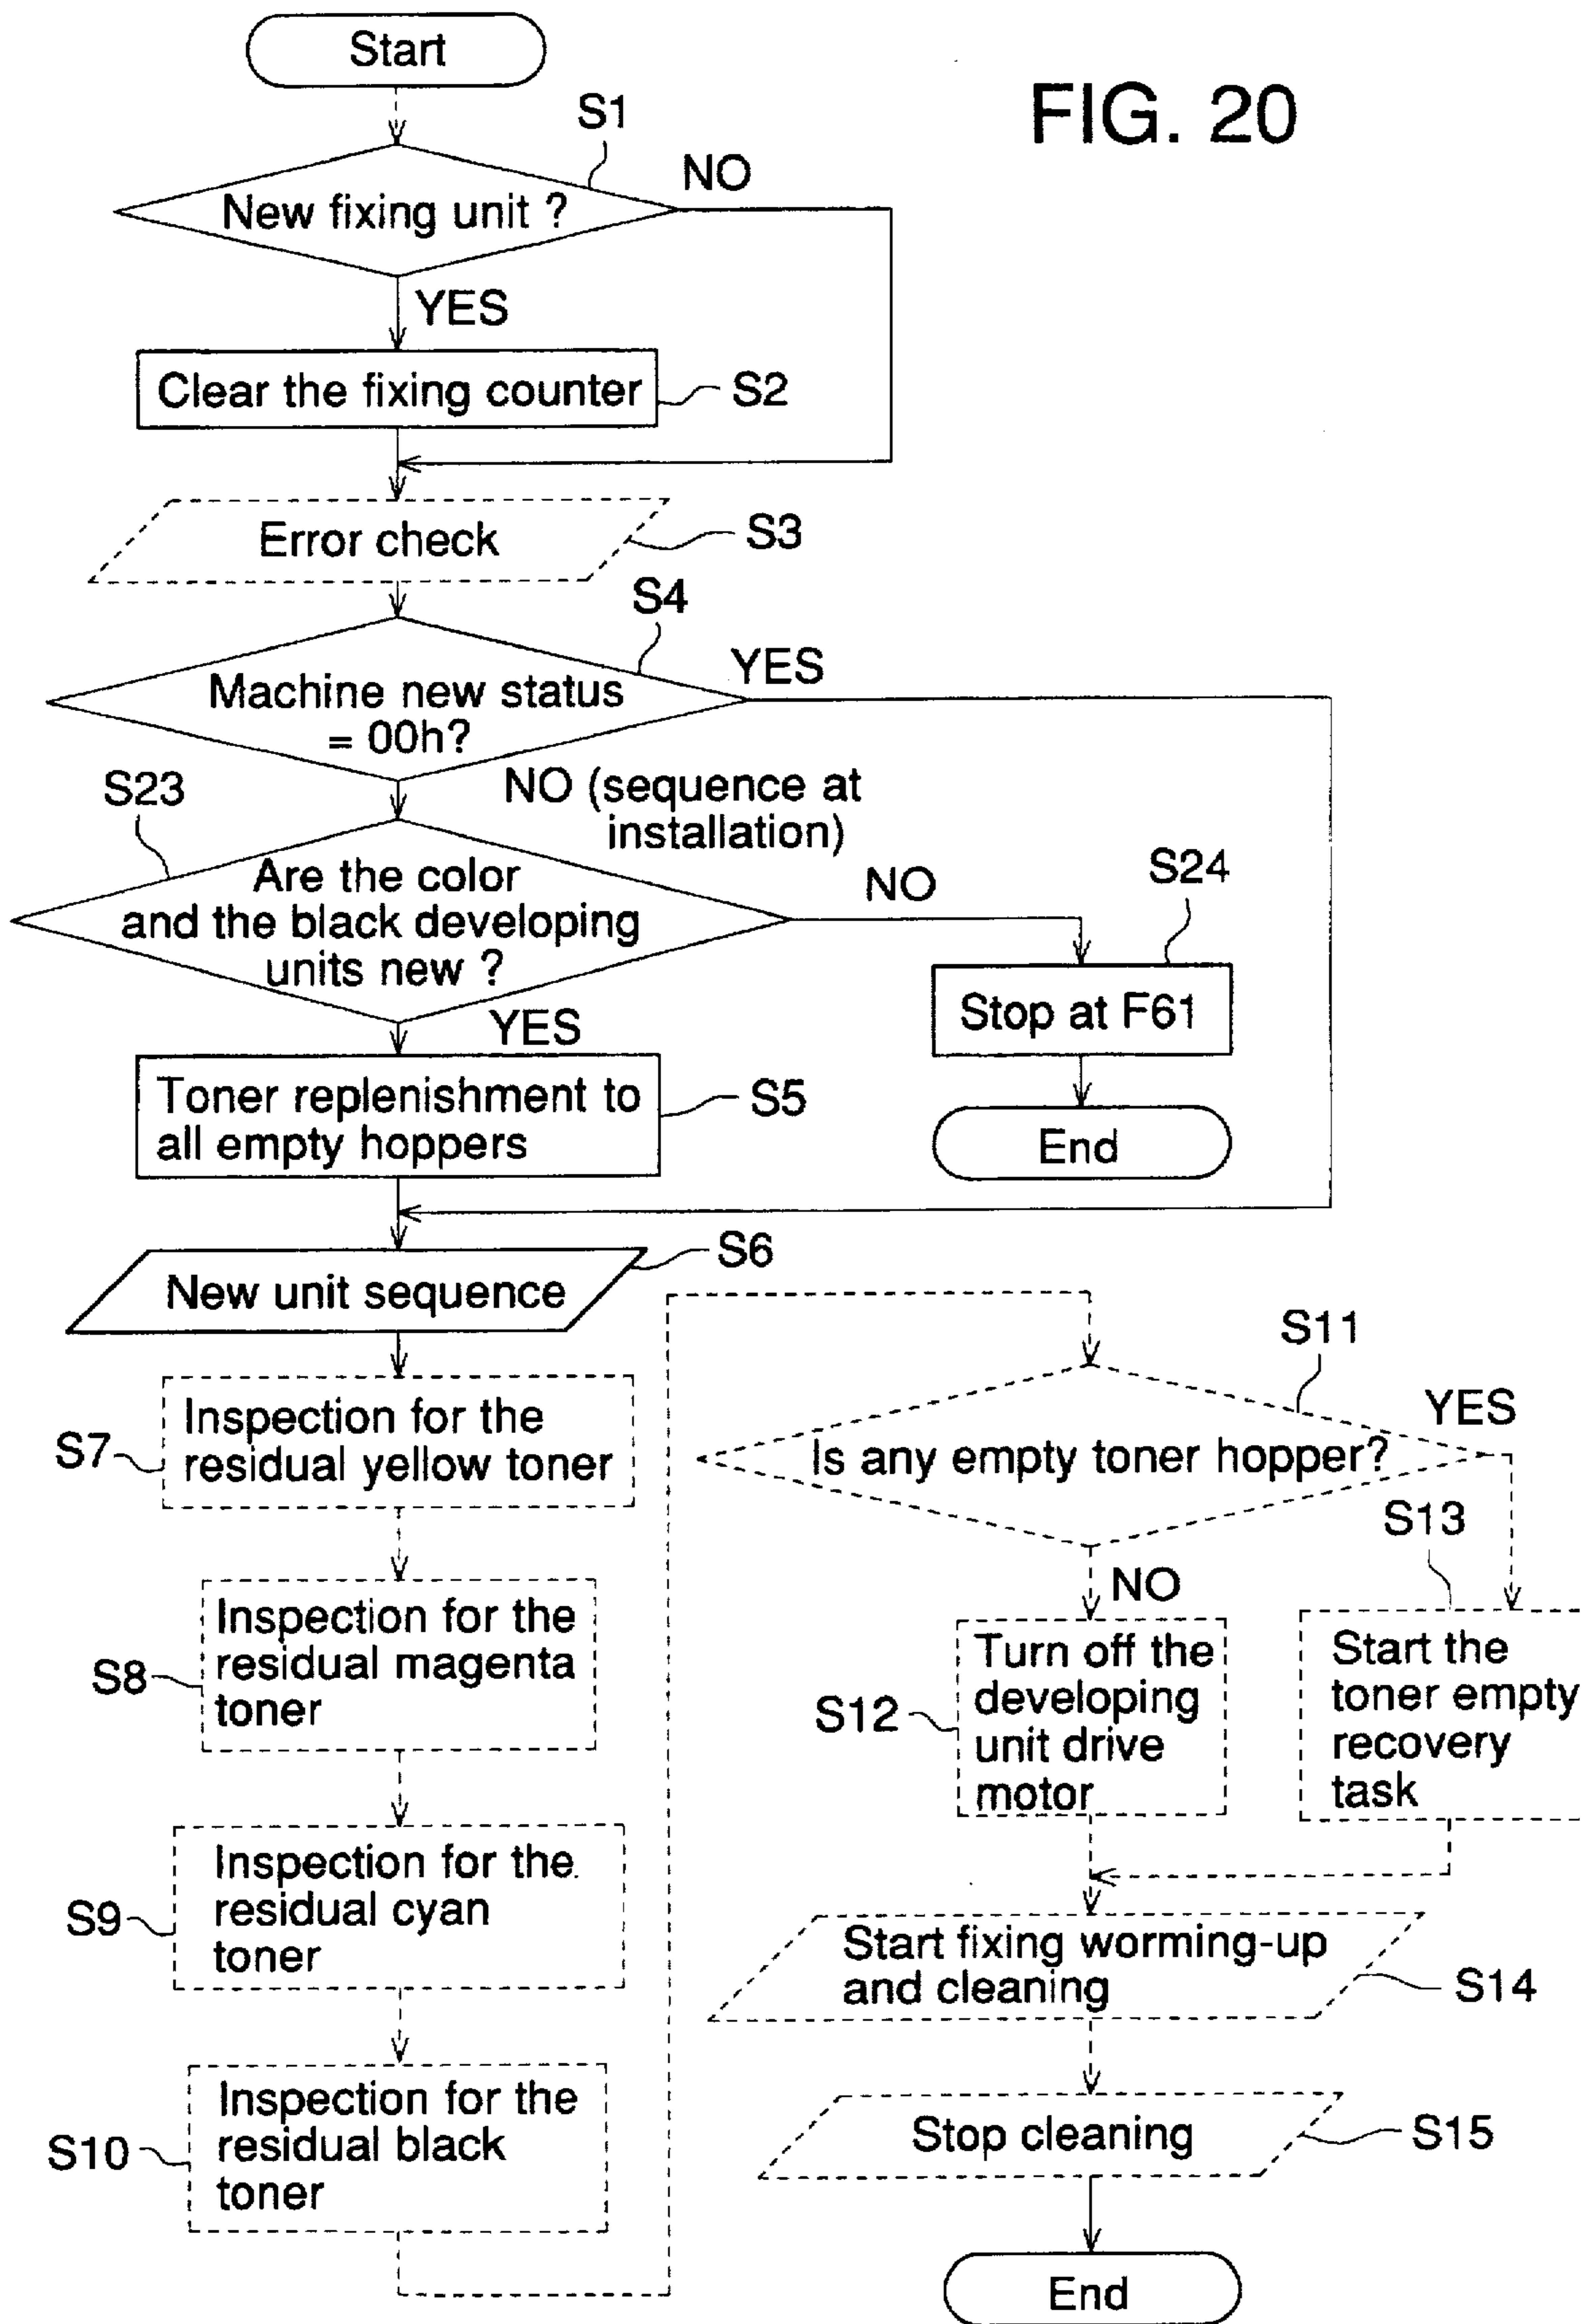 FIG. 20
Start
S1
New fixing unit ?
NO
YES
Clear the fixing counter
S2
Error check
S3
S4
Machine new status
= 00h?
YES
NO (sequence at
installation)
S23
Are the color
and the black developing
units new ?
NO
YES
S24
Stop at F61
End
Toner replenishment to
all empty hoppers
S5
New unit sequence
S6
S7
Inspection for the
residual yellow toner
S8
Inspection for the
residual magenta
toner
S9
Inspection for the
residual cyan
toner
S10
Inspection for the
residual black
toner
S11
Is any empty toner hopper?
YES
NO
S12
Turn off the
developing
unit drive
motor
S13
Start the
toner empty
recovery
task
Start fixing worming-up
and cleaning
S14
Stop cleaning
S15
End